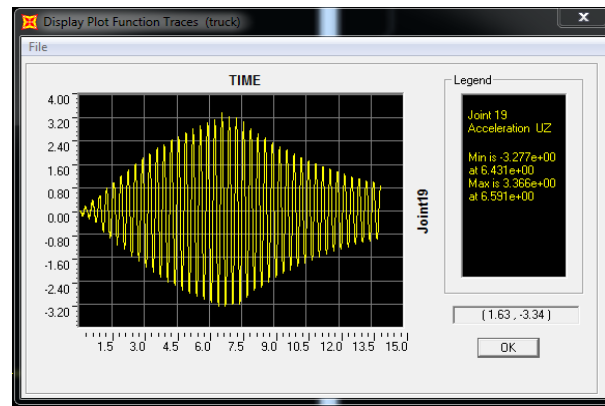 Display Plot Function Traces (truck)
x
File
TIME
Legend
4.00
3.20
2.40
1.60
0.80
0.00
-0.80
-1.60
-2.40
-3.20
1.5 3.0 4.5 6.0 7.5 9.0 10.5 12.0 13.5 15.0
Joint19
Joint 19
Acceleration UZ
Min is -3.277e+00
at 6.431e+00
Max is 3.366e+00
at 6.591e+00
( 1.63 , -3.34 )
OK